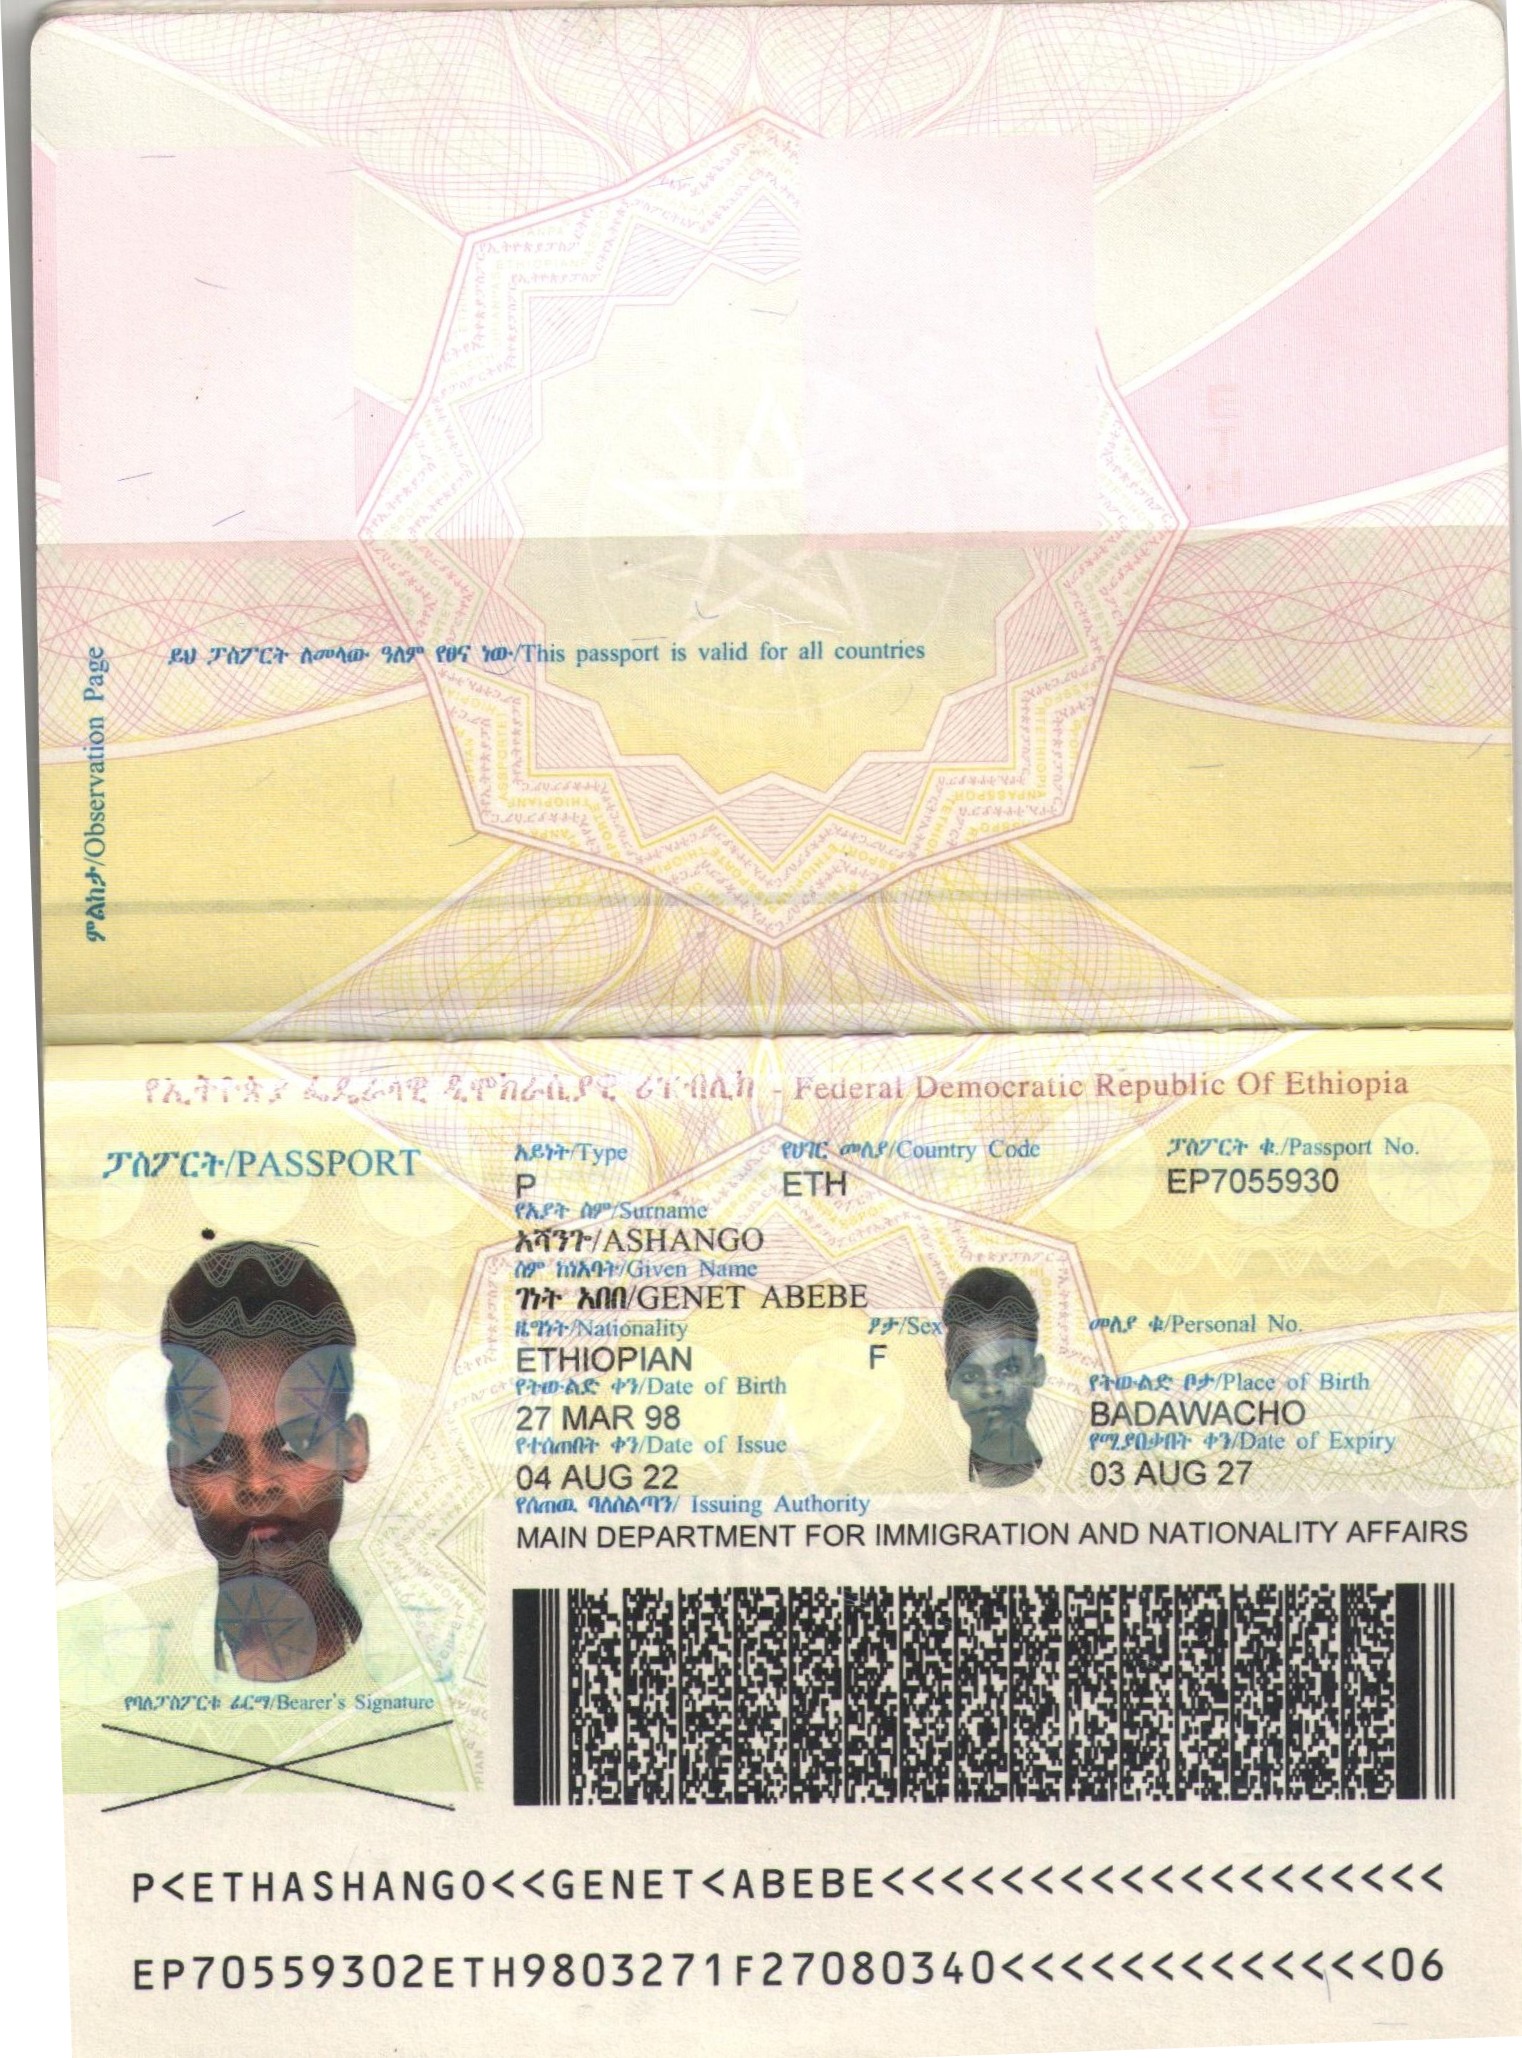 ይህ ፓስፖርት ለመላው ዓለም የፀና ነው/This passport is valid for all countries
ምልከታ/Observation Page
የኢትዮጵያ ፌዴራላዊ ዲሞክራሲያዊ ሪፐብሊክ - Federal Democratic Republic Of Ethiopia
ፓስፖርት/PASSPORT
አይነት/Type የሀገር መለያ/Country Code ፓስፖርት ቁ./Passport No.
P ETH EP7055930
የአያት ስም/Surname
አሻንጉ/ASHANGO
ስም ከነአባት/Given Name
ገነት አበበ/GENET ABEBE
ዜግነት/Nationality ፆታ/Sex መለያ ቁ/Personal No.
ETHIOPIAN F
የትውልድ ቀን/Date of Birth የትውልድ ቦታ/Place of Birth
27 MAR 98 BADAWACHO
የተሰጠበት ቀን/Date of Issue የሚያበቃበት ቀን/Date of Expiry
04 AUG 22 03 AUG 27
የሰጠዉ ባለስልጣን/ Issuing Authority
MAIN DEPARTMENT FOR IMMIGRATION AND NATIONALITY AFFAIRS
የባለፓስፖርቱ ፊርማ/Bearer's Signature
P<ETHASHANGO<<GENET<ABEBE<<<<<<<<<<<<<<<<<<<
EP70559302ETH9803271F27080340<<<<<<<<<<<<<06